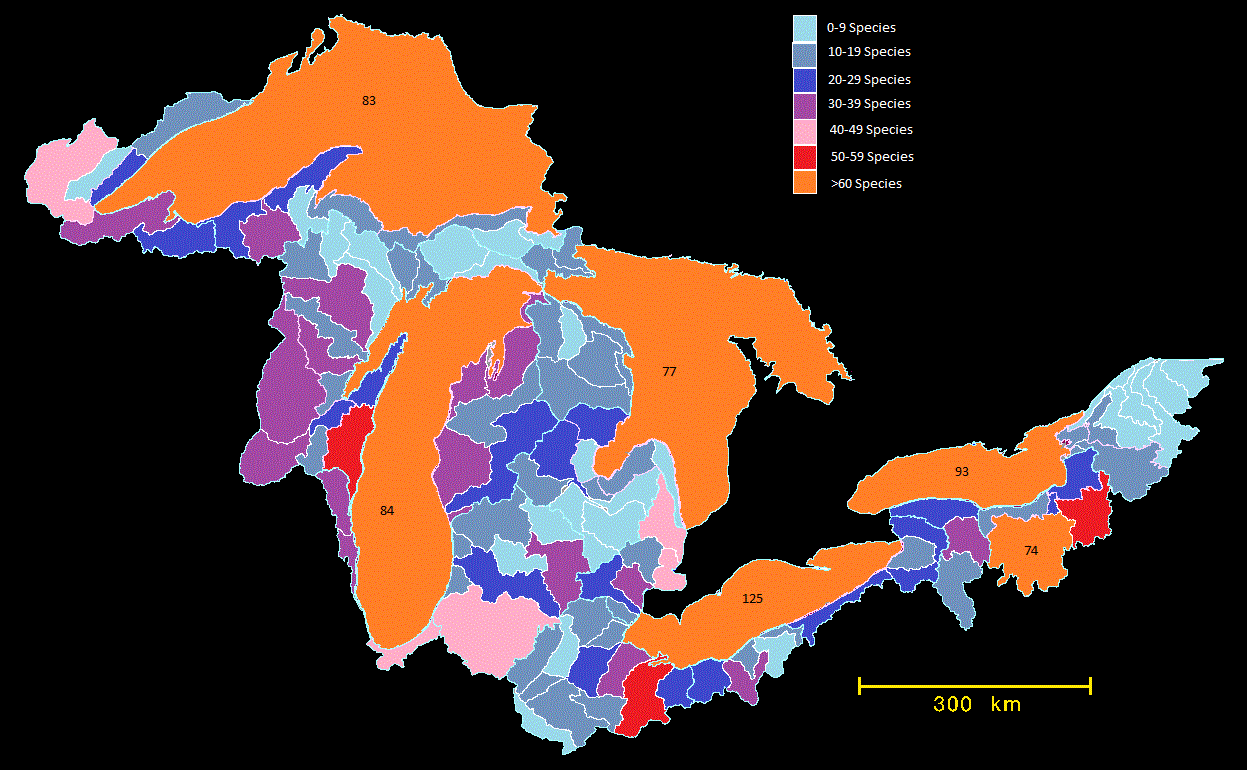 0-9 Species
10-19 Species
20-29 Species
30-39 Species
40-49 Species
50-59 Species
>60 Species
83
77
93
84
74
125
300 km